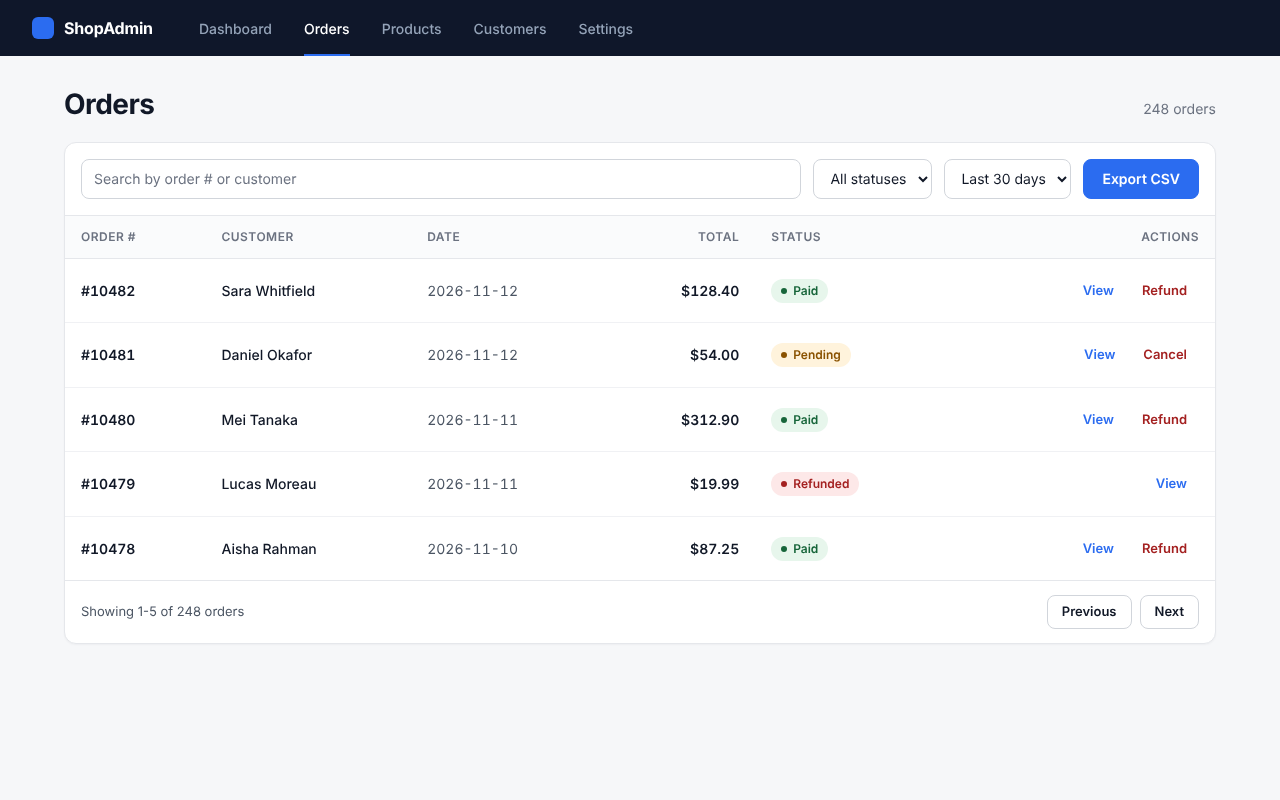 ShopAdmin Dashboard Orders Products Customers Settings
Orders
248 orders
Search by order # or customer All statuses Last 30 days Export CSV
ORDER # CUSTOMER DATE TOTAL STATUS ACTIONS
#10482 Sara Whitfield 2026-11-12 $128.40 Paid View Refund
#10481 Daniel Okafor 2026-11-12 $54.00 Pending View Cancel
#10480 Mei Tanaka 2026-11-11 $312.90 Paid View Refund
#10479 Lucas Moreau 2026-11-11 $19.99 Refunded View
#10478 Aisha Rahman 2026-11-10 $87.25 Paid View Refund
Showing 1-5 of 248 orders Previous Next